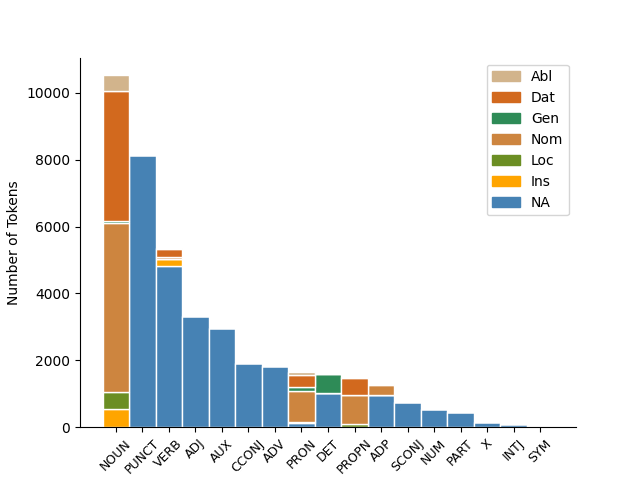 Number of Tokens
10000
8000
6000
4000
2000
0
Abl
Dat
Gen
Nom
Loc
Ins
NA
NOUN
PUNCT
VERB
ADJ
AUX
CCONJ
ADV
PRON
DET
PROPN
ADP
SCONJ
NUM
PART
X
INTJ
SYM